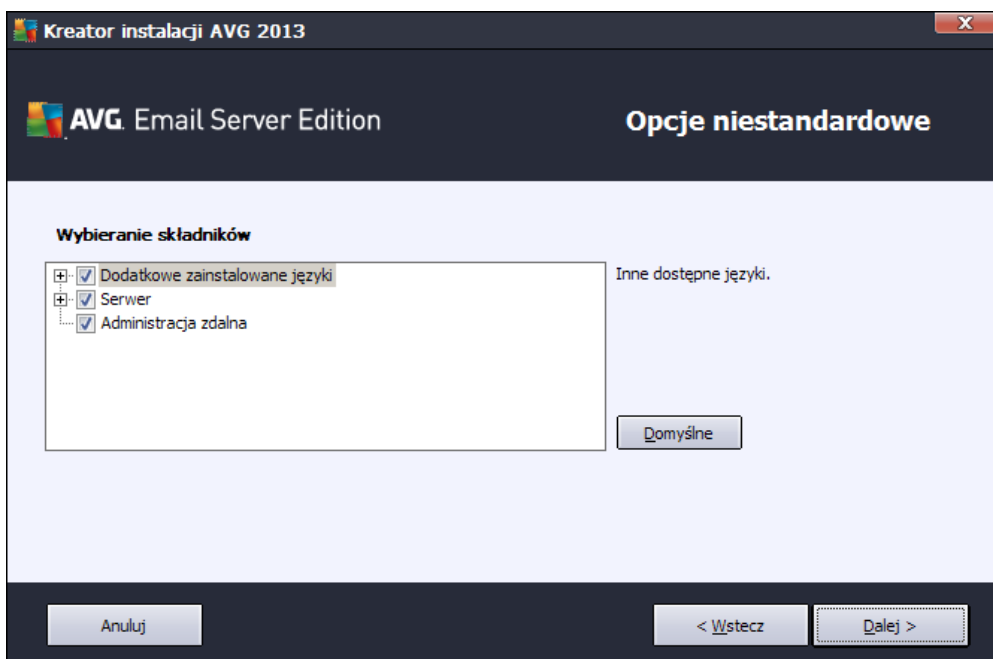 Kreator instalacji AVG 2013
X
AVG. Email Server Edition
Opcje niestandardowe
Wybieranie składników
Dodatkowe zainstalowane języki
Inne dostępne języki.
Serwer
Administracja zdalna
Domyślne
Anuluj
< Wstecz
Dalej >